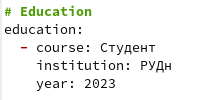 # Education
education:
  - course: Студент
    institution: РУДн
    year: 2023